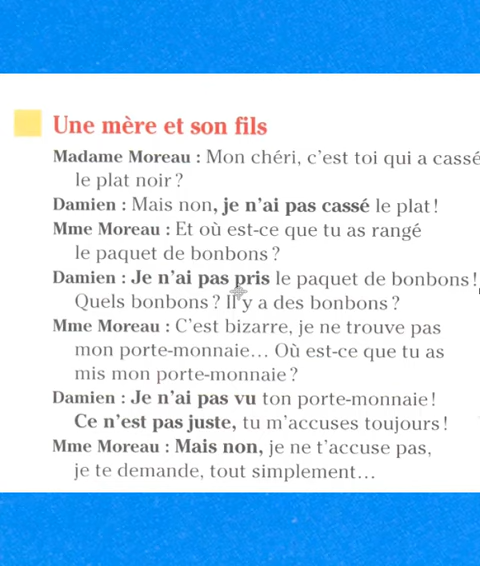 Une mère et son fils
Madame Moreau : Mon chéri, c'est toi qui a cassé
le plat noir ?
Damien : Mais non, je n'ai pas cassé le plat !
Mme Moreau : Et où est-ce que tu as rangé
le paquet de bonbons ?
Damien : Je n'ai pas pris le paquet de bonbons !
Quels bonbons ? Il y a des bonbons ?
Mme Moreau : C'est bizarre, je ne trouve pas
mon porte-monnaie... Où est-ce que tu as
mis mon porte-monnaie ?
Damien : Je n'ai pas vu ton porte-monnaie !
Ce n'est pas juste, tu m'accuses toujours !
Mme Moreau : Mais non, je ne t'accuse pas,
je te demande, tout simplement...